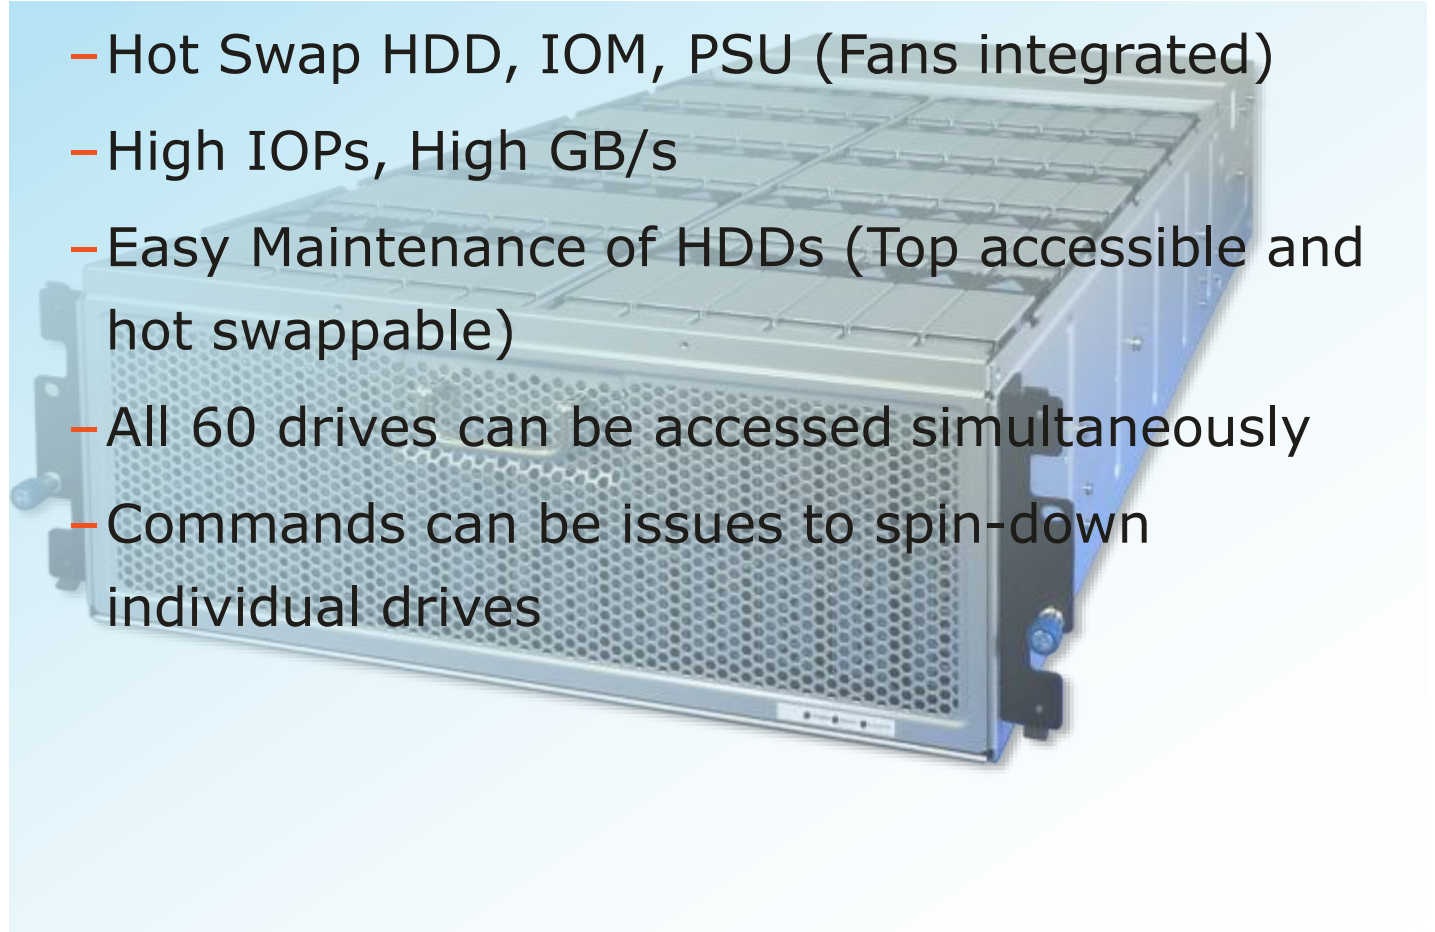 –Hot Swap HDD, IOM, PSU (Fans integrated)
–High IOPs, High GB/s
–Easy Maintenance of HDDs (Top accessible and
hot swappable)
–All 60 drives can be accessed simultaneously
–Commands can be issues to spin-down
individual drives